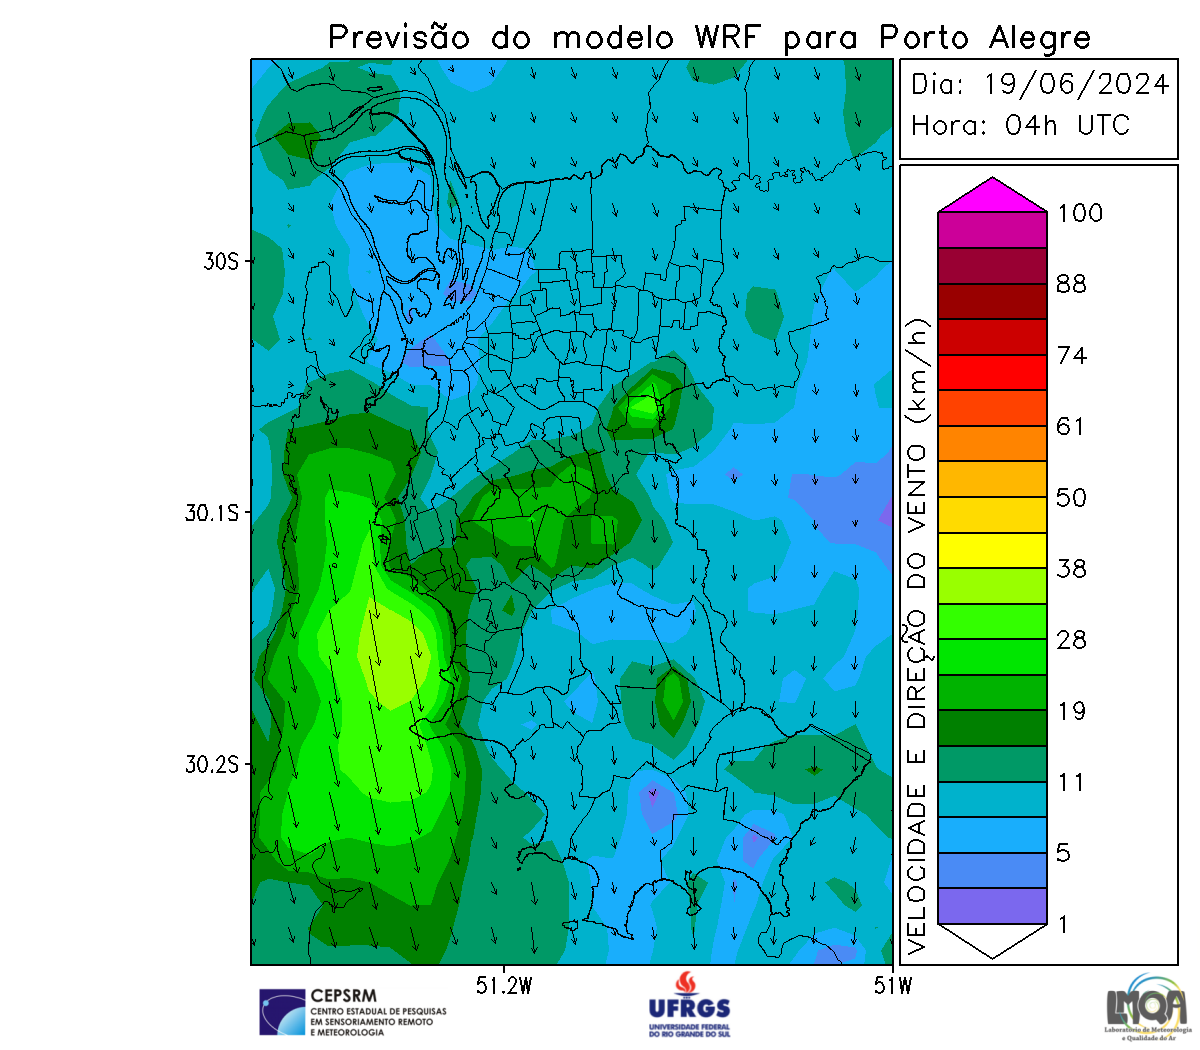 Previsão do modelo WRF para Porto Alegre
Dia: 19/06/2024
Hora: 04h UTC
30S
30.1S
30.2S
51.2W
51W
VELOCIDADE E DIREÇÃO DO VENTO (km/h)
100
88
74
61
50
38
28
19
11
5
1
CEPSRM
CENTRO ESTADUAL DE PESQUISAS
EM SENSORIAMENTO REMOTO
E METEOROLOGIA
UFRGS
UNIVERSIDADE FEDERAL
DO RIO GRANDE DO SUL
LMQA
Laboratório de Meteorologia
e Qualidade do Ar